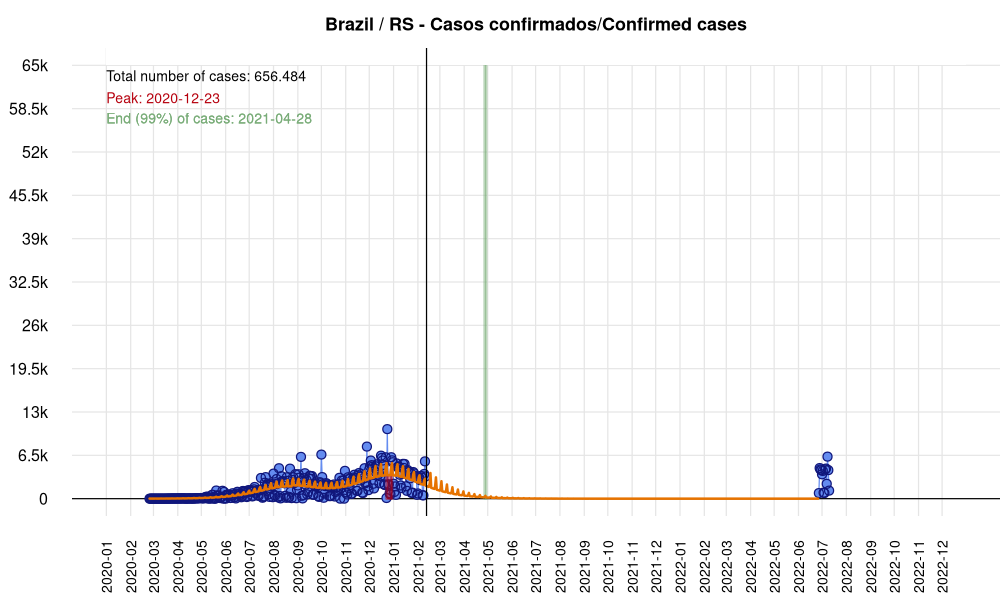 Brazil / RS - Casos confirmados/Confirmed cases
65k
58.5k
52k
45.5k
39k
32.5k
26k
19.5k
13k
6.5k
0
Total number of cases: 656.484
Peak: 2020-12-23
End (99%) of cases: 2021-04-28
2020-01
2020-02
2020-03
2020-04
2020-05
2020-06
2020-07
2020-08
2020-09
2020-10
2020-11
2020-12
2021-01
2021-02
2021-03
2021-04
2021-05
2021-06
2021-07
2021-08
2021-09
2021-10
2021-11
2021-12
2022-01
2022-02
2022-03
2022-04
2022-05
2022-06
2022-07
2022-08
2022-09
2022-10
2022-11
2022-12